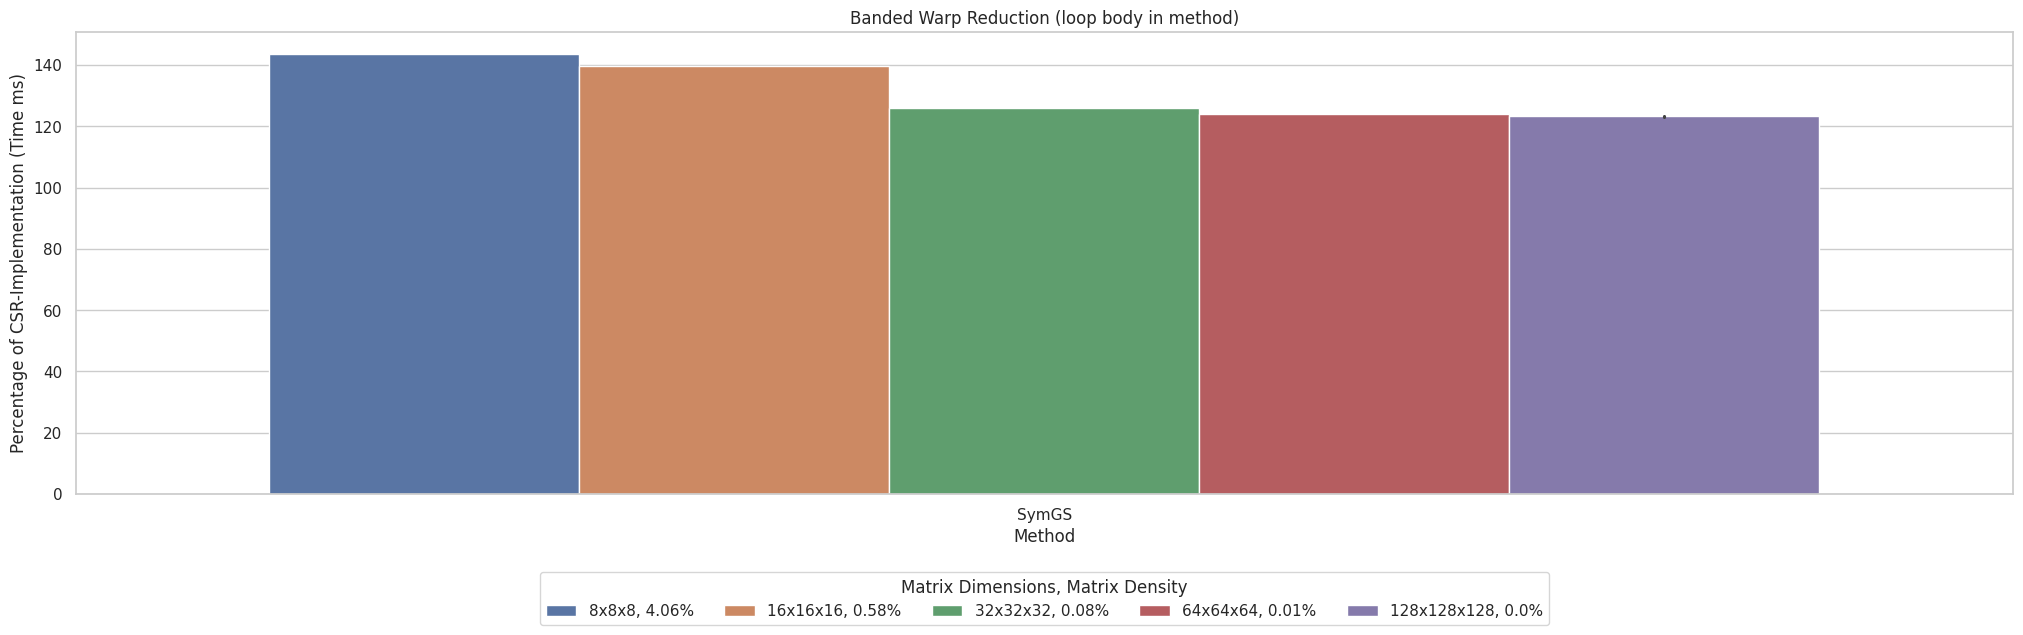 Banded Warp Reduction (loop body in method)
Percentage of CSR-Implementation (Time ms)
140
120
100
80
60
40
20
0
SymGS
Method
Matrix Dimensions, Matrix Density
8x8x8, 4.06% 16x16x16, 0.58% 32x32x32, 0.08% 64x64x64, 0.01% 128x128x128, 0.0%